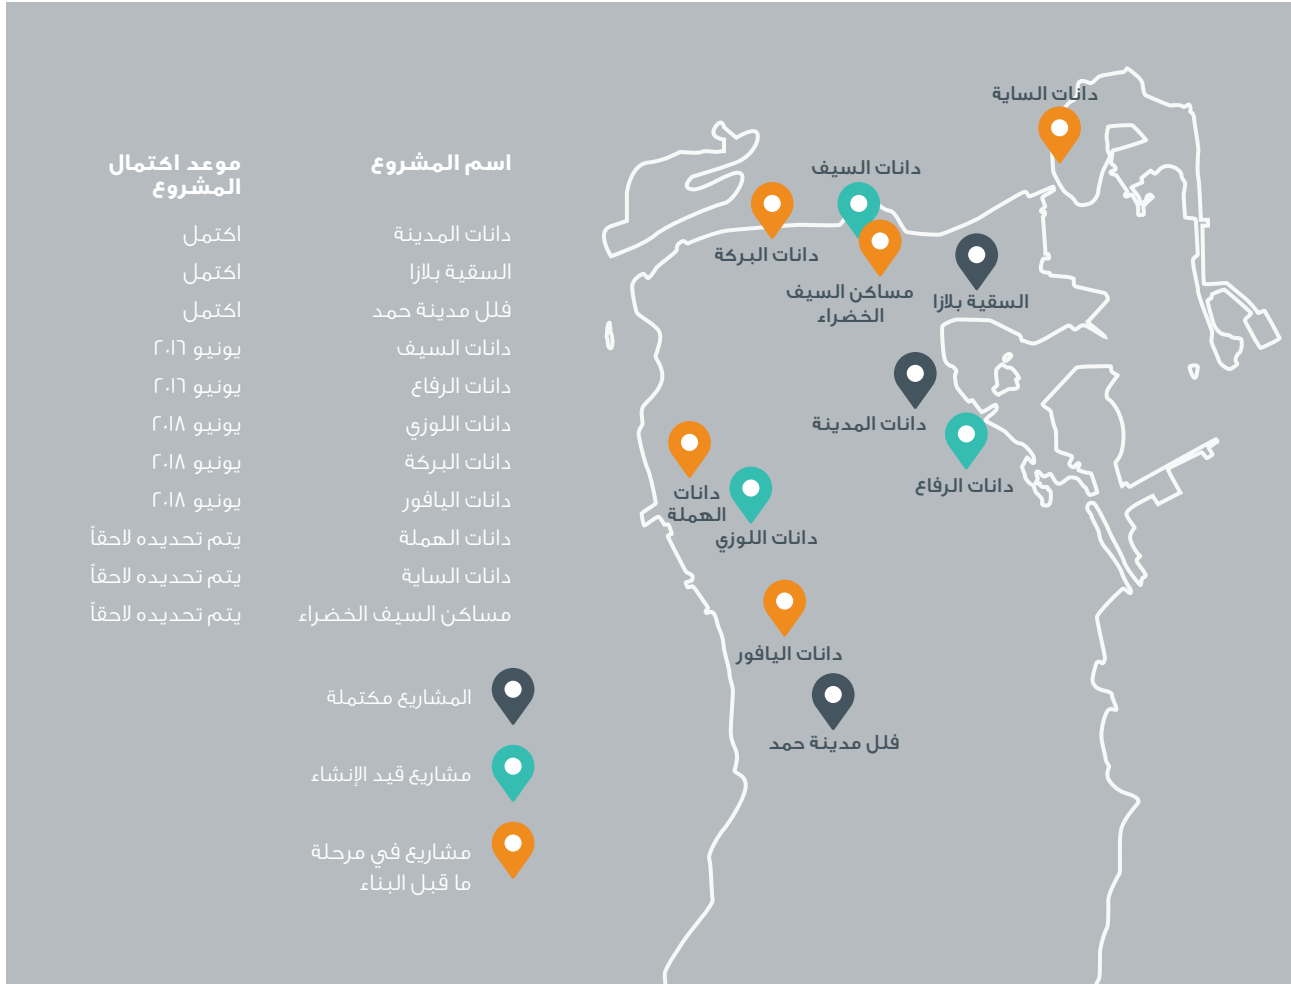 اسم المشروع موعد اكتمال
المشروع
دانات المدينة اكتمل
السقية بلازا اكتمل
فلل مدينة حمد اكتمل
دانات السيف يونيو ٢٠١٦
دانات الرفاع يونيو ٢٠١٦
دانات اللوزي يونيو ٢٠١٨
دانات البركة يونيو ٢٠١٨
دانات اليافور يونيو ٢٠١٨
دانات الهملة يتم تحديده لاحقاً
دانات الساية يتم تحديده لاحقاً
مساكن السيف الخضراء يتم تحديده لاحقاً
المشاريع مكتملة
مشاريع قيد الإنشاء
مشاريع في مرحلة
ما قبل البناء
دانات الساية
دانات السيف
دانات البركة
مساكن السيف
الخضراء
السقية بلازا
دانات المدينة
دانات الرفاع
دانات
الهملة
دانات اللوزي
دانات اليافور
فلل مدينة حمد